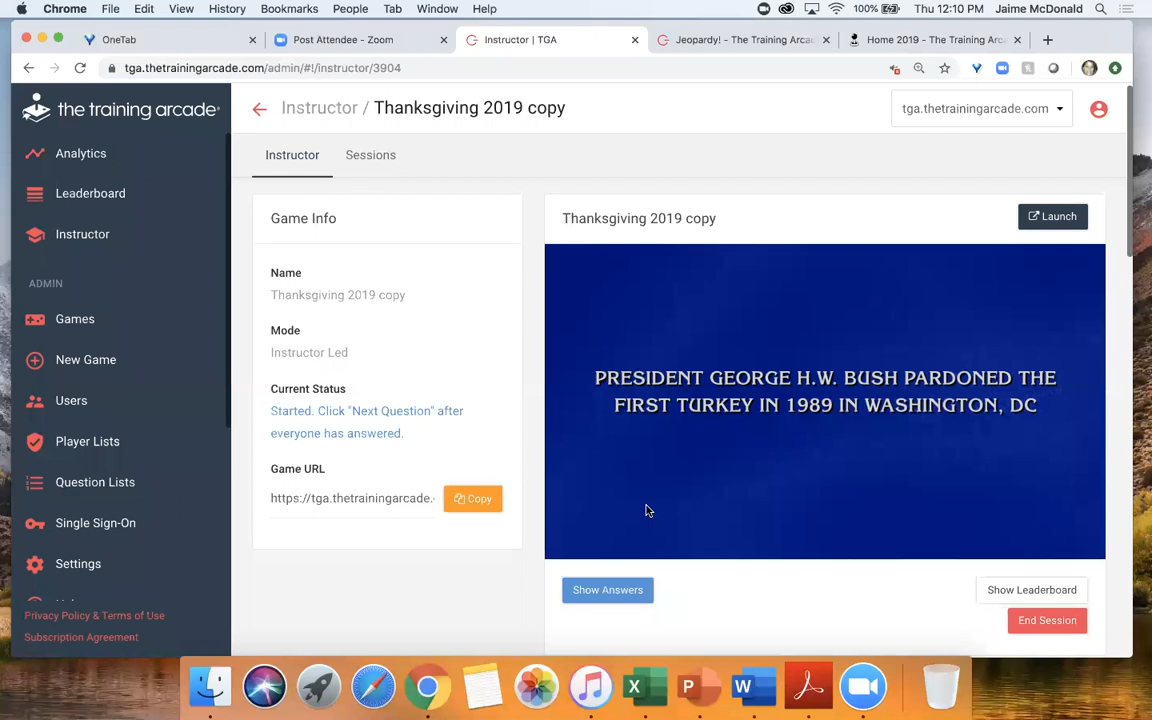 Chrome File Edit View History Bookmarks People Tab Window Help 100% Thu 12:10 PM Jaime McDonald
OneTab Post Attendee - Zoom Instructor | TGA Jeopardy! - The Training Arca Home 2019 - The Training Arc
tga.thetrainingarcade.com/admin/#!/instructor/3904
the training arcade
Instructor / Thanksgiving 2019 copy
tga.thetrainingarcade.com
Analytics
Leaderboard
Instructor
ADMIN
Games
New Game
Users
Player Lists
Question Lists
Single Sign-On
Settings
Privacy Policy & Terms of Use
Subscription Agreement
Instructor Sessions
Game Info
Name
Thanksgiving 2019 copy
Mode
Instructor Led
Current Status
Started. Click "Next Question" after
everyone has answered.
Game URL
https://tga.thetrainingarcade.
Copy
Thanksgiving 2019 copy
Launch
PRESIDENT GEORGE H.W. BUSH PARDONED THE
FIRST TURKEY IN 1989 IN WASHINGTON, DC
Show Answers
Show Leaderboard
End Session